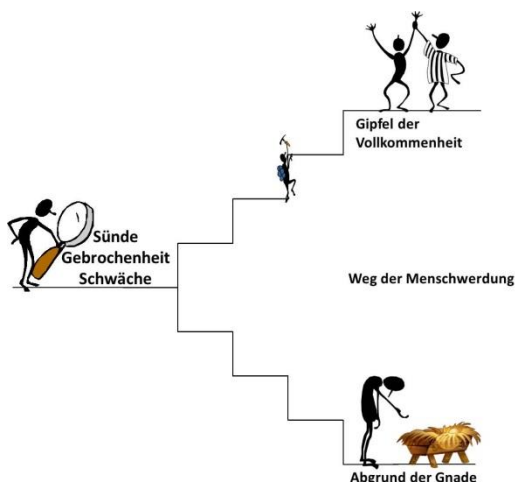 Gipfel der
Vollkommenheit
Sünde
Gebrochenheit
Schwäche
Weg der Menschwerdung
Abgrund der Gnade